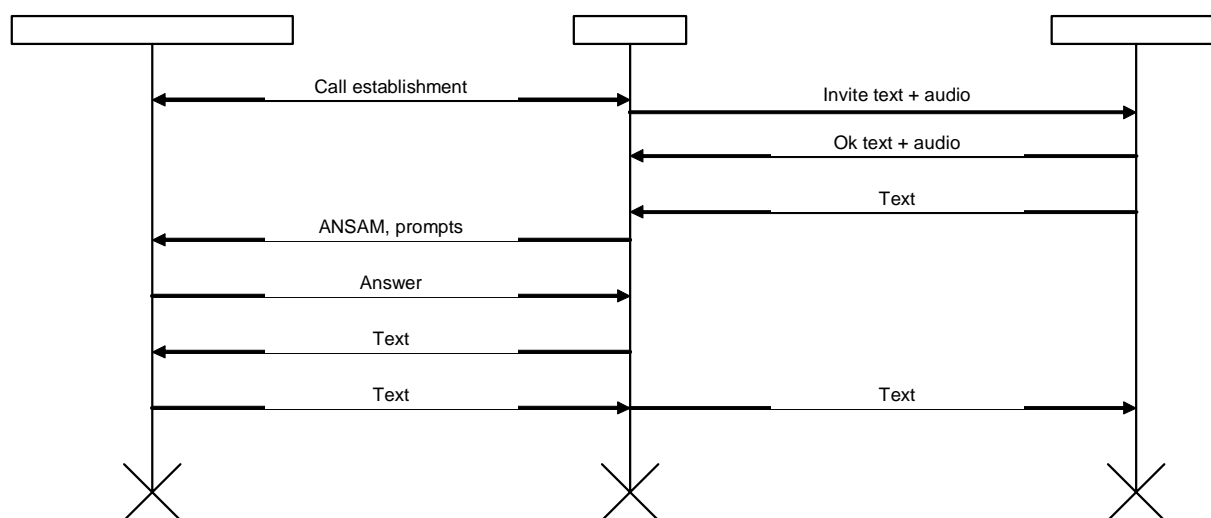 Call establishment
Invite text + audio
Ok text + audio
Text
ANSAM, prompts
Answer
Text
Text
Text